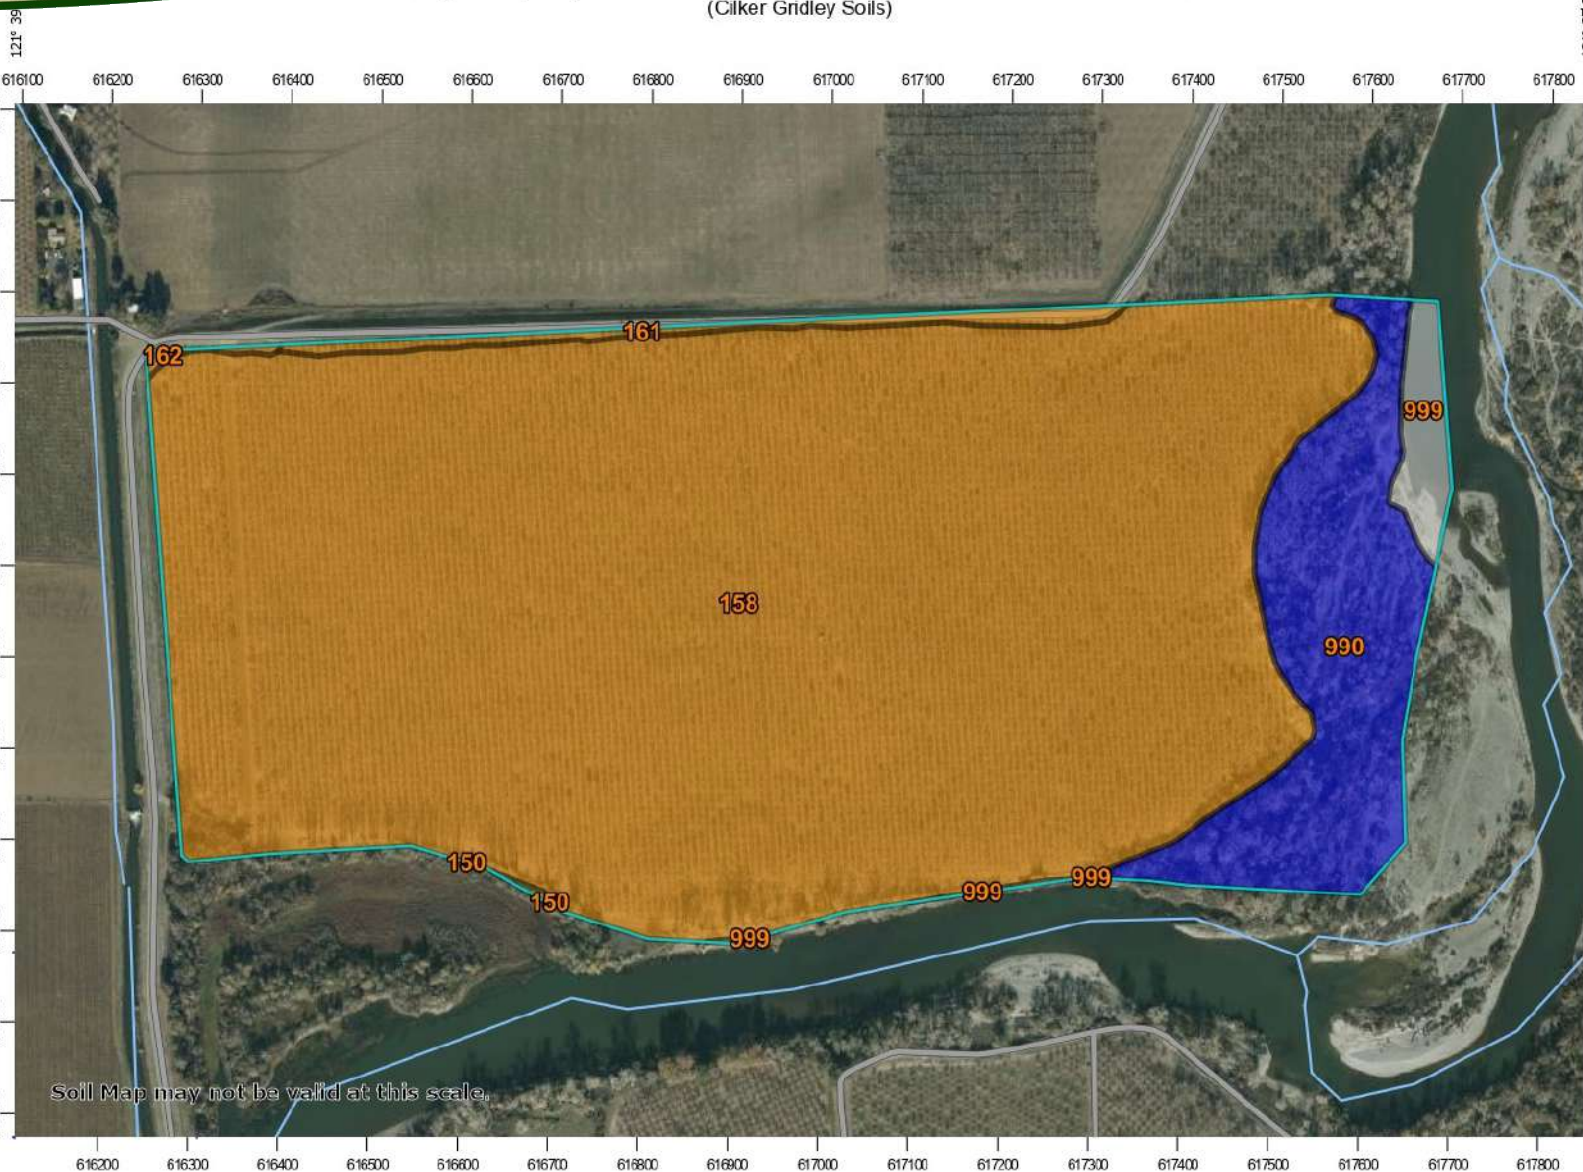 (Cilker Gridley Soils)
121° 39
616100 616200 616300 616400 616500 616600 616700 616800 616900 617000 617100 617200 617300 617400 617500 617600 617700 617800
161
162
999
158
990
150
999
150
999
999
Soil Map may not be valid at this scale.
616200 616300 616400 616500 616600 616700 616800 616900 617000 617100 617200 617300 617400 617500 617600 617700 617800